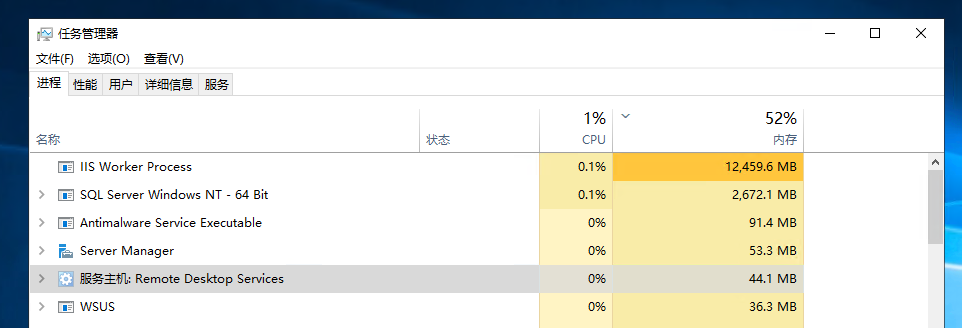 任务管理器
文件(F) 选项(O) 查看(V)
进程 性能 用户 详细信息 服务
1% 52%
名称 状态 CPU 内存
IIS Worker Process 0.1% 12,459.6 MB
SQL Server Windows NT - 64 Bit 0.1% 2,672.1 MB
Antimalware Service Executable 0% 91.4 MB
Server Manager 0% 53.3 MB
服务主机: Remote Desktop Services 0% 44.1 MB
WSUS 0% 36.3 MB